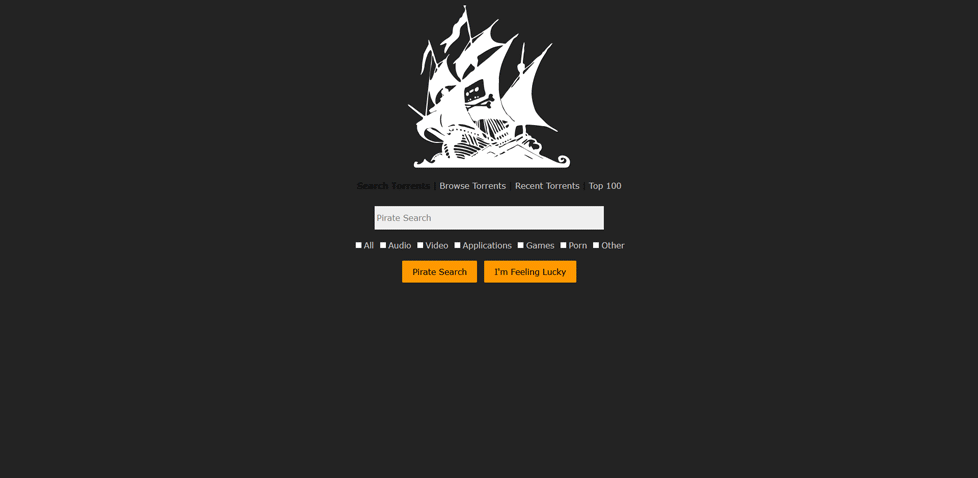 Search Torrents | Browse Torrents | Recent Torrents | Top 100
Pirate Search
All Audio Video Applications Games Porn Other
Pirate Search I'm Feeling Lucky